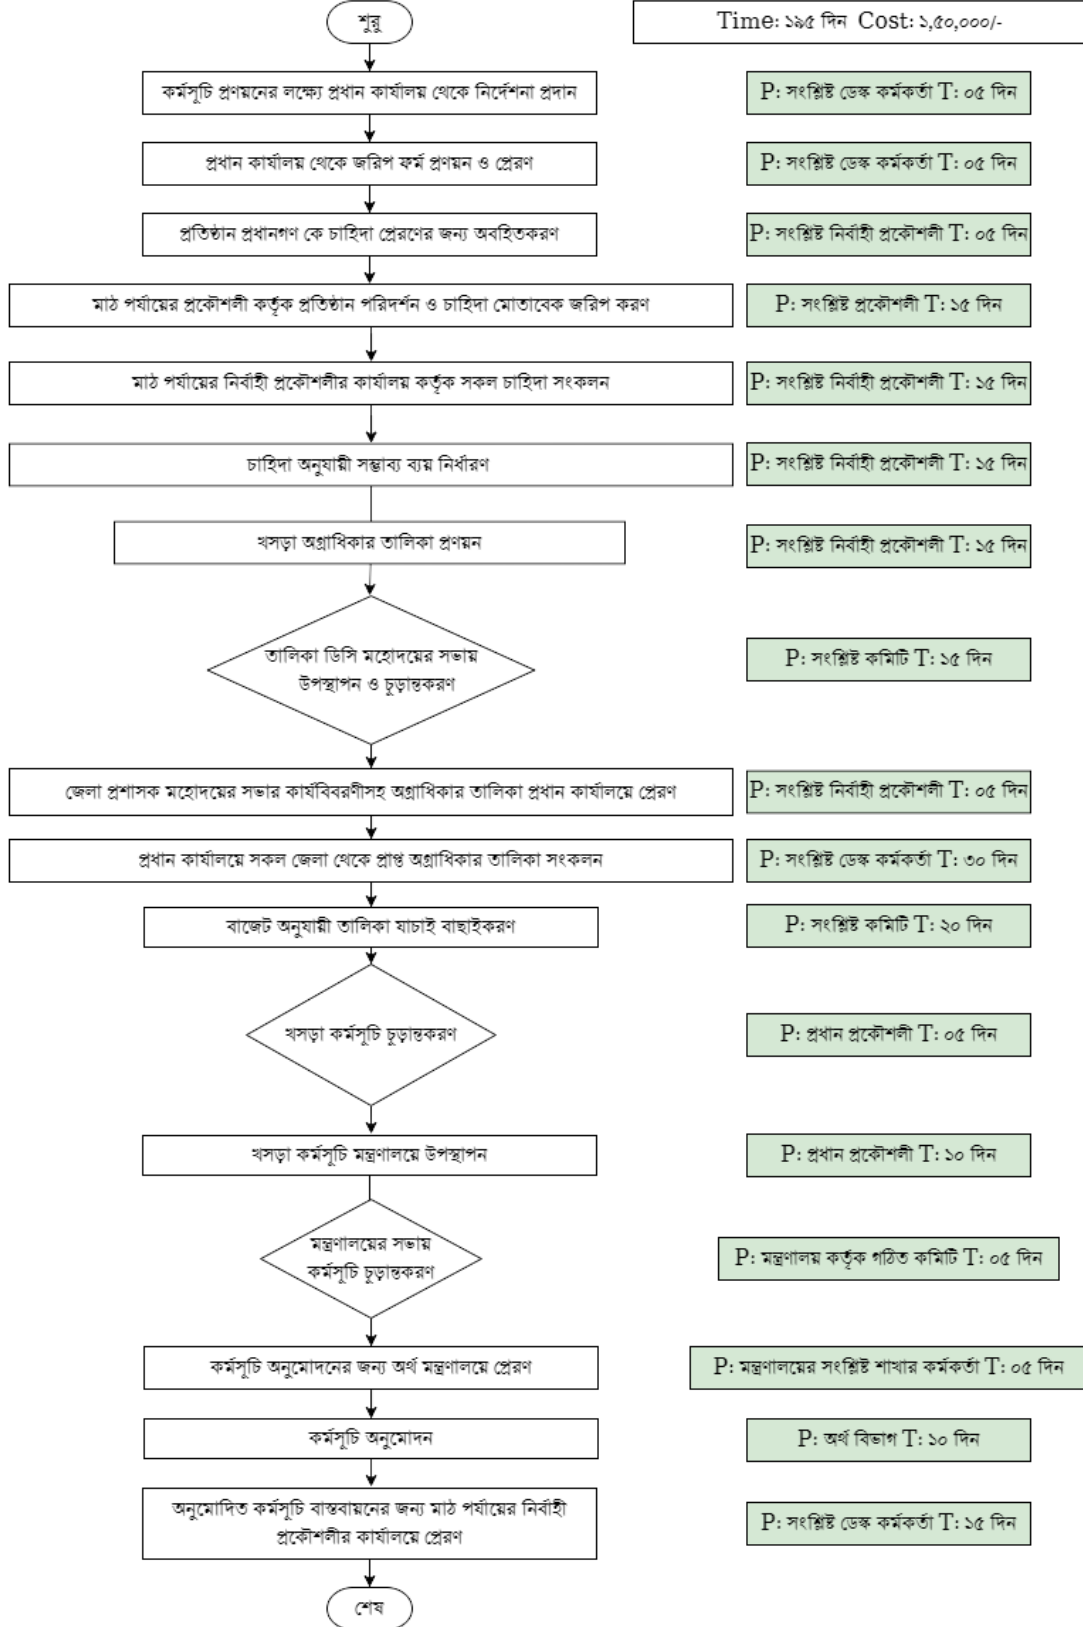 শুরু
Time: ১৯৫ দিন Cost: ১,৫০,০০০/-
কর্মসূচি প্রণয়নের লক্ষ্যে প্রধান কার্যালয় থেকে নির্দেশনা প্রদান
P: সংশ্লিষ্ট ডেস্ক কর্মকর্তা T: ০৫ দিন
প্রধান কার্যালয় থেকে জরিপ ফর্ম প্রণয়ন ও প্রেরণ
P: সংশ্লিষ্ট ডেস্ক কর্মকর্তা T: ০৫ দিন
প্রতিষ্ঠান প্রধানগণ কে চাহিদা প্রেরণের জন্য অবহিতকরণ
P: সংশ্লিষ্ট নির্বাহী প্রকৌশলী T: ০৫ দিন
মাঠ পর্যায়ের প্রকৌশলী কর্তৃক প্রতিষ্ঠান পরিদর্শন ও চাহিদা মোতাবেক জরিপ করণ
P: সংশ্লিষ্ট প্রকৌশলী T: ১৫ দিন
মাঠ পর্যায়ের নির্বাহী প্রকৌশলীর কার্যালয় কর্তৃক সকল চাহিদা সংকলন
P: সংশ্লিষ্ট নির্বাহী প্রকৌশলী T: ১৫ দিন
চাহিদা অনুযায়ী সম্ভাব্য ব্যয় নির্ধারণ
P: সংশ্লিষ্ট নির্বাহী প্রকৌশলী T: ১৫ দিন
খসড়া অগ্রাধিকার তালিকা প্রণয়ন
P: সংশ্লিষ্ট নির্বাহী প্রকৌশলী T: ১৫ দিন
তালিকা ডিসি মহোদয়ের সভায়
উপস্থাপন ও চুড়ান্তকরণ
P: সংশ্লিষ্ট কমিটি T: ১৫ দিন
জেলা প্রশাসক মহোদয়ের সভার কার্যবিবরণীসহ অগ্রাধিকার তালিকা প্রধান কার্যালয়ে প্রেরণ
P: সংশ্লিষ্ট নির্বাহী প্রকৌশলী T: ০৫ দিন
প্রধান কার্যালয়ে সকল জেলা থেকে প্রাপ্ত অগ্রাধিকার তালিকা সংকলন
P: সংশ্লিষ্ট ডেস্ক কর্মকর্তা T: ৩০ দিন
বাজেট অনুযায়ী তালিকা যাচাই বাছাইকরণ
P: সংশ্লিষ্ট কমিটি T: ২০ দিন
খসড়া কর্মসূচি চুড়ান্তকরণ
P: প্রধান প্রকৌশলী T: ০৫ দিন
খসড়া কর্মসূচি মন্ত্রণালয়ে উপস্থাপন
P: প্রধান প্রকৌশলী T: ১০ দিন
মন্ত্রণালয়ের সভায়
কর্মসূচি চুড়ান্তকরণ
P: মন্ত্রণালয় কর্তৃক গঠিত কমিটি T: ০৫ দিন
কর্মসূচি অনুমোদনের জন্য অর্থ মন্ত্রণালয়ে প্রেরণ
P: মন্ত্রণালয়ের সংশ্লিষ্ট শাখার কর্মকর্তা T: ০৫ দিন
কর্মসূচি অনুমোদন
P: অর্থ বিভাগ T: ১০ দিন
অনুমোদিত কর্মসূচি বাস্তবায়নের জন্য মাঠ পর্যায়ের নির্বাহী
প্রকৌশলীর কার্যালয়ে প্রেরণ
P: সংশ্লিষ্ট ডেস্ক কর্মকর্তা T: ১৫ দিন
শেষ